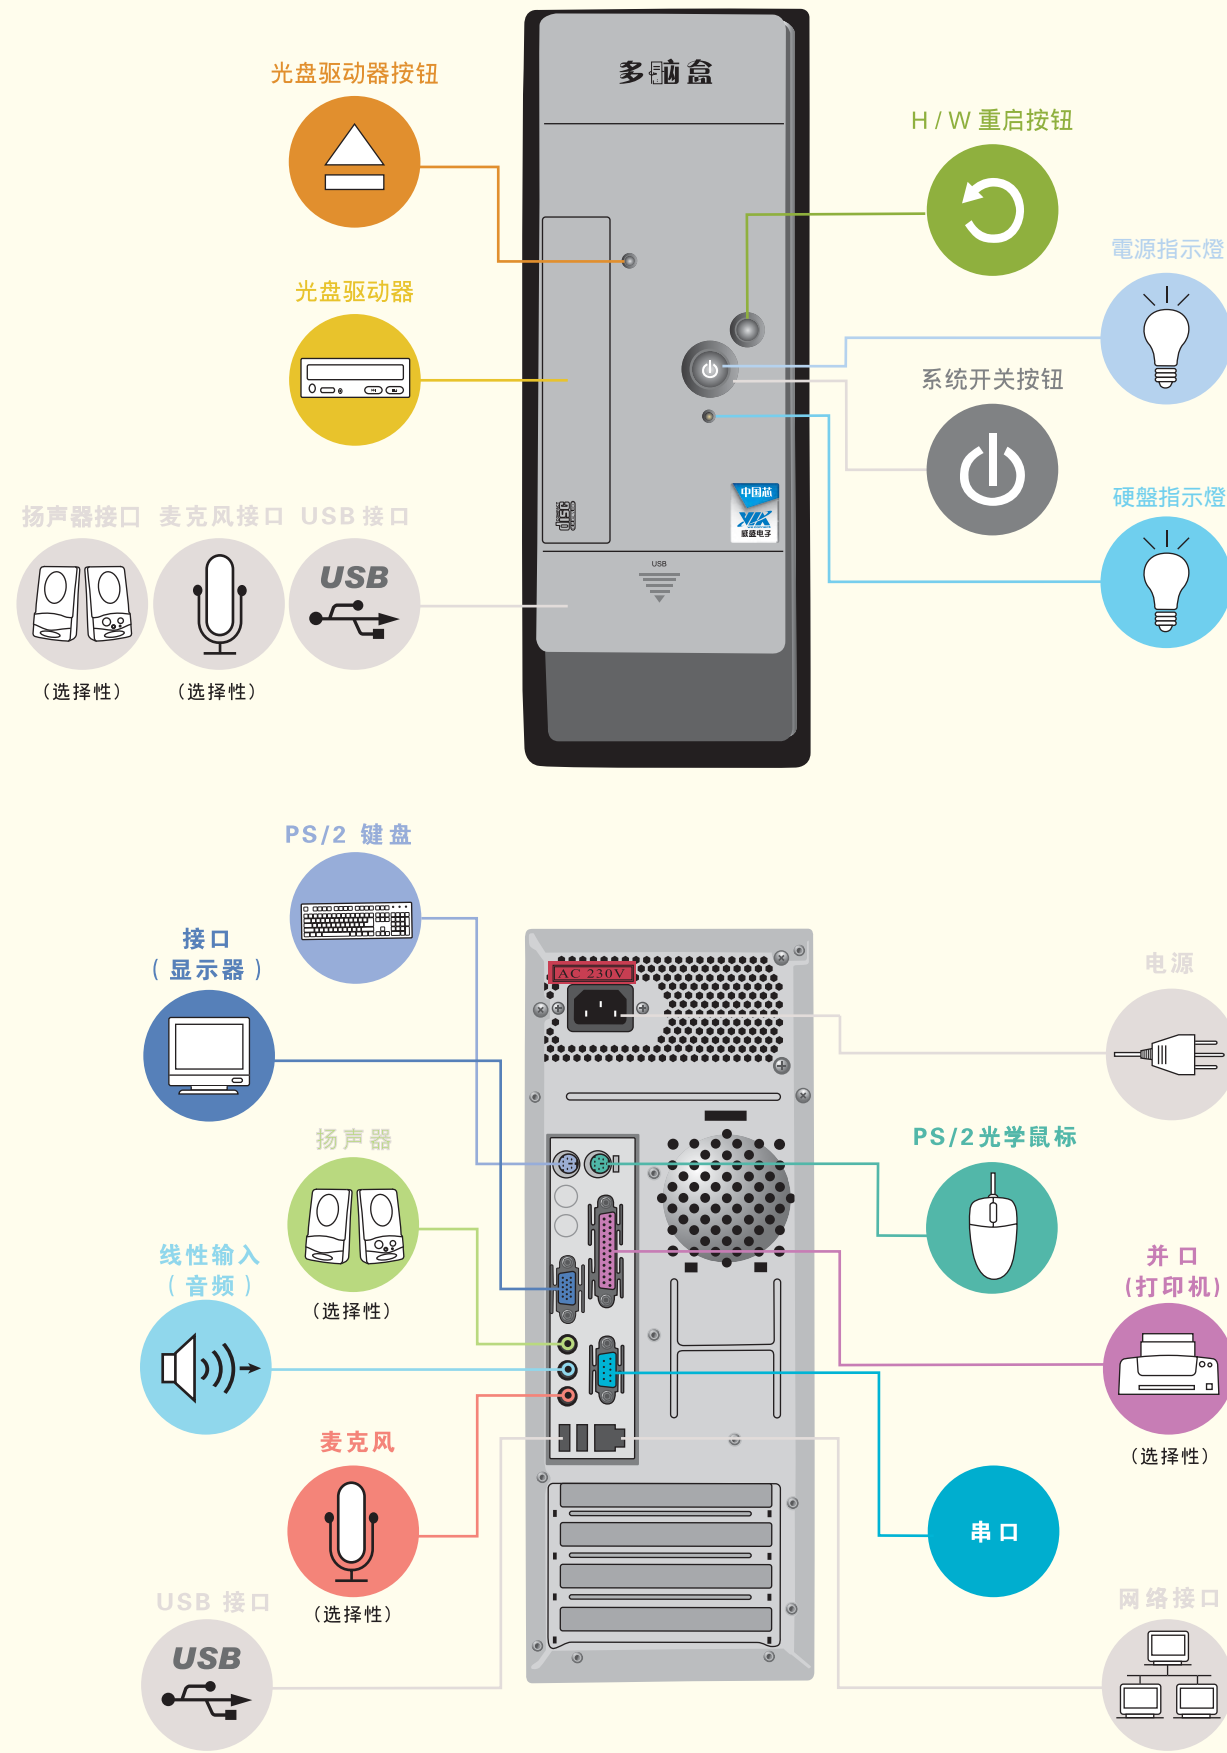 多脑盒
光盘驱动器按钮
H / W 重启按钮
電源指示燈
光盘驱动器
系统开关按钮
硬盤指示燈
扬声器接口
麦克风接口
USB 接口
USB
(选择性)
(选择性)
disc
中国芯
VIA
威盛电子
USB
PS/2 键盘
接口
(显示器)
AC 230V
电源
扬声器
(选择性)
PS/2光学鼠标
线性输入
(音频)
并口
(打印机)
(选择性)
麦克风
(选择性)
串口
USB 接口
USB
网络接口